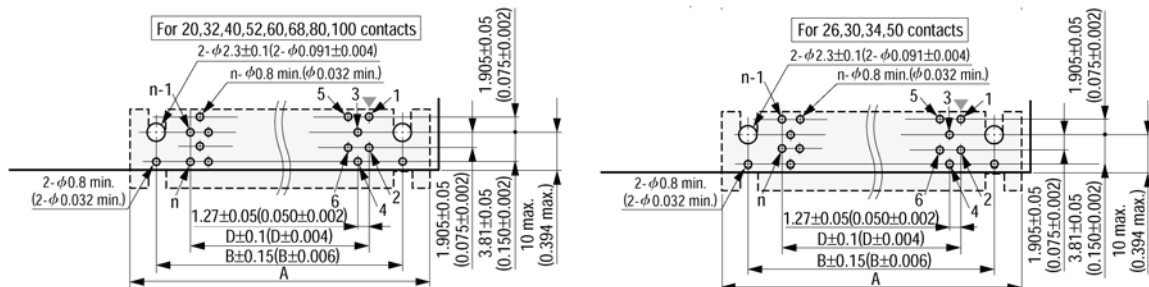 For 20,32,40,52,60,68,80,100 contacts
2-φ2.3±0.1(2-φ0.091±0.004)
n-φ0.8 min.(φ0.032 min.)
n-1
5
3
1
1.905±0.05
(0.075±0.002)
2-φ0.8 min.
(2-φ0.032 min.)
n
6
4
2
1.27±0.05(0.050±0.002)
D±0.1(D±0.004)
B±0.15(B±0.006)
A
1.905±0.05
(0.075±0.002)
3.81±0.05
(0.150±0.002)
10 max.
(0.394 max.)
For 26,30,34,50 contacts
2-φ2.3±0.1(2-φ0.091±0.004)
n-φ0.8 min.(φ0.032 min.)
n-1
5
3
1
1.905±0.05
(0.075±0.002)
2-φ0.8 min.
(2-φ0.032 min.)
n
6
4
2
1.27±0.05(0.050±0.002)
D±0.1(D±0.004)
B±0.15(B±0.006)
A
1.905±0.05
(0.075±0.002)
3.81±0.05
(0.150±0.002)
10 max.
(0.394 max.)